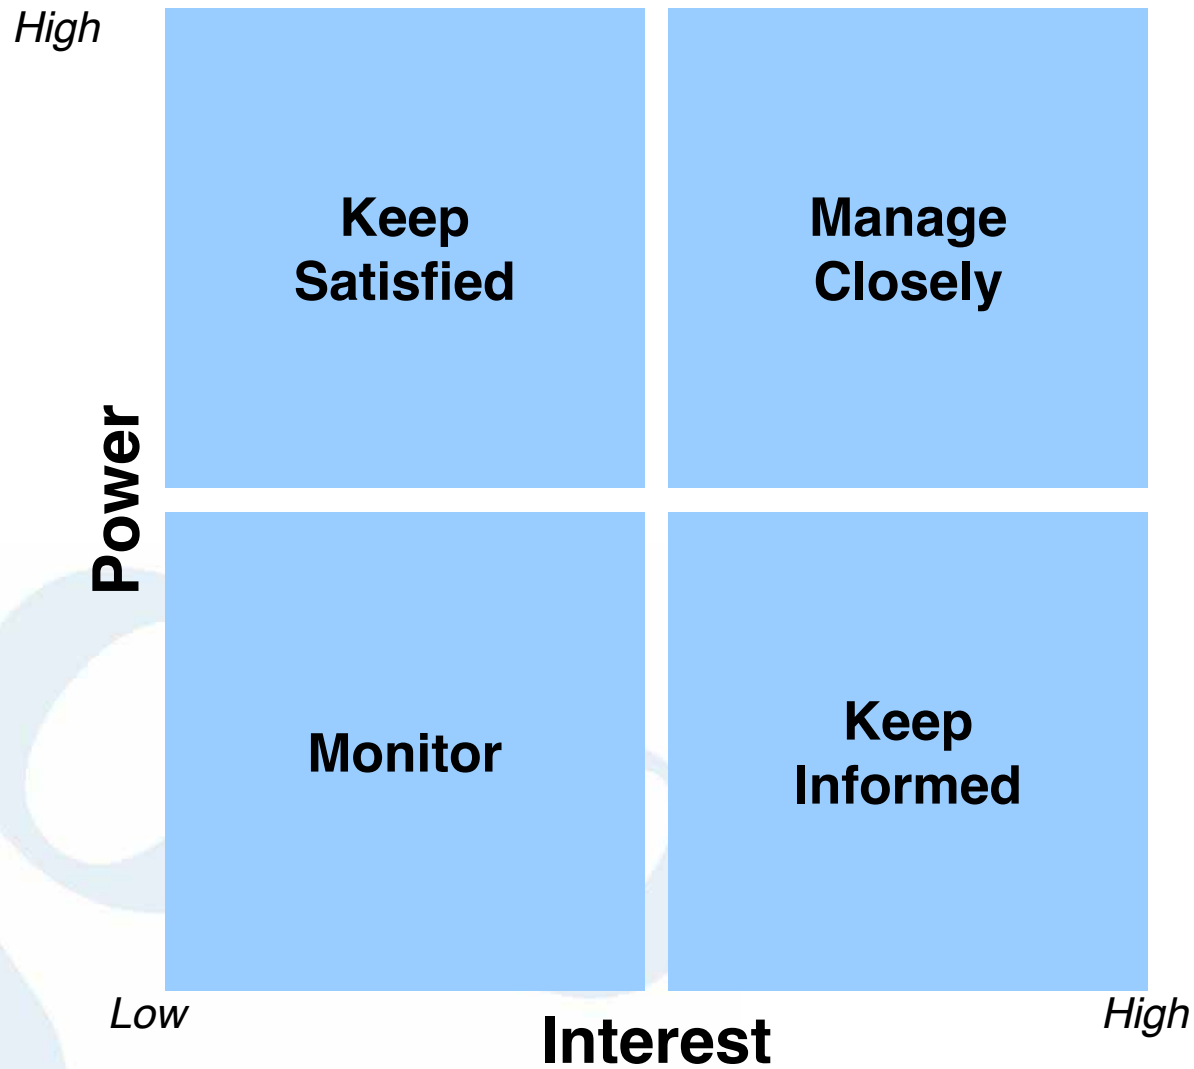 High
Keep
Satisfied
Manage
Closely
Power
Monitor
Keep
Informed
Low
High
Interest